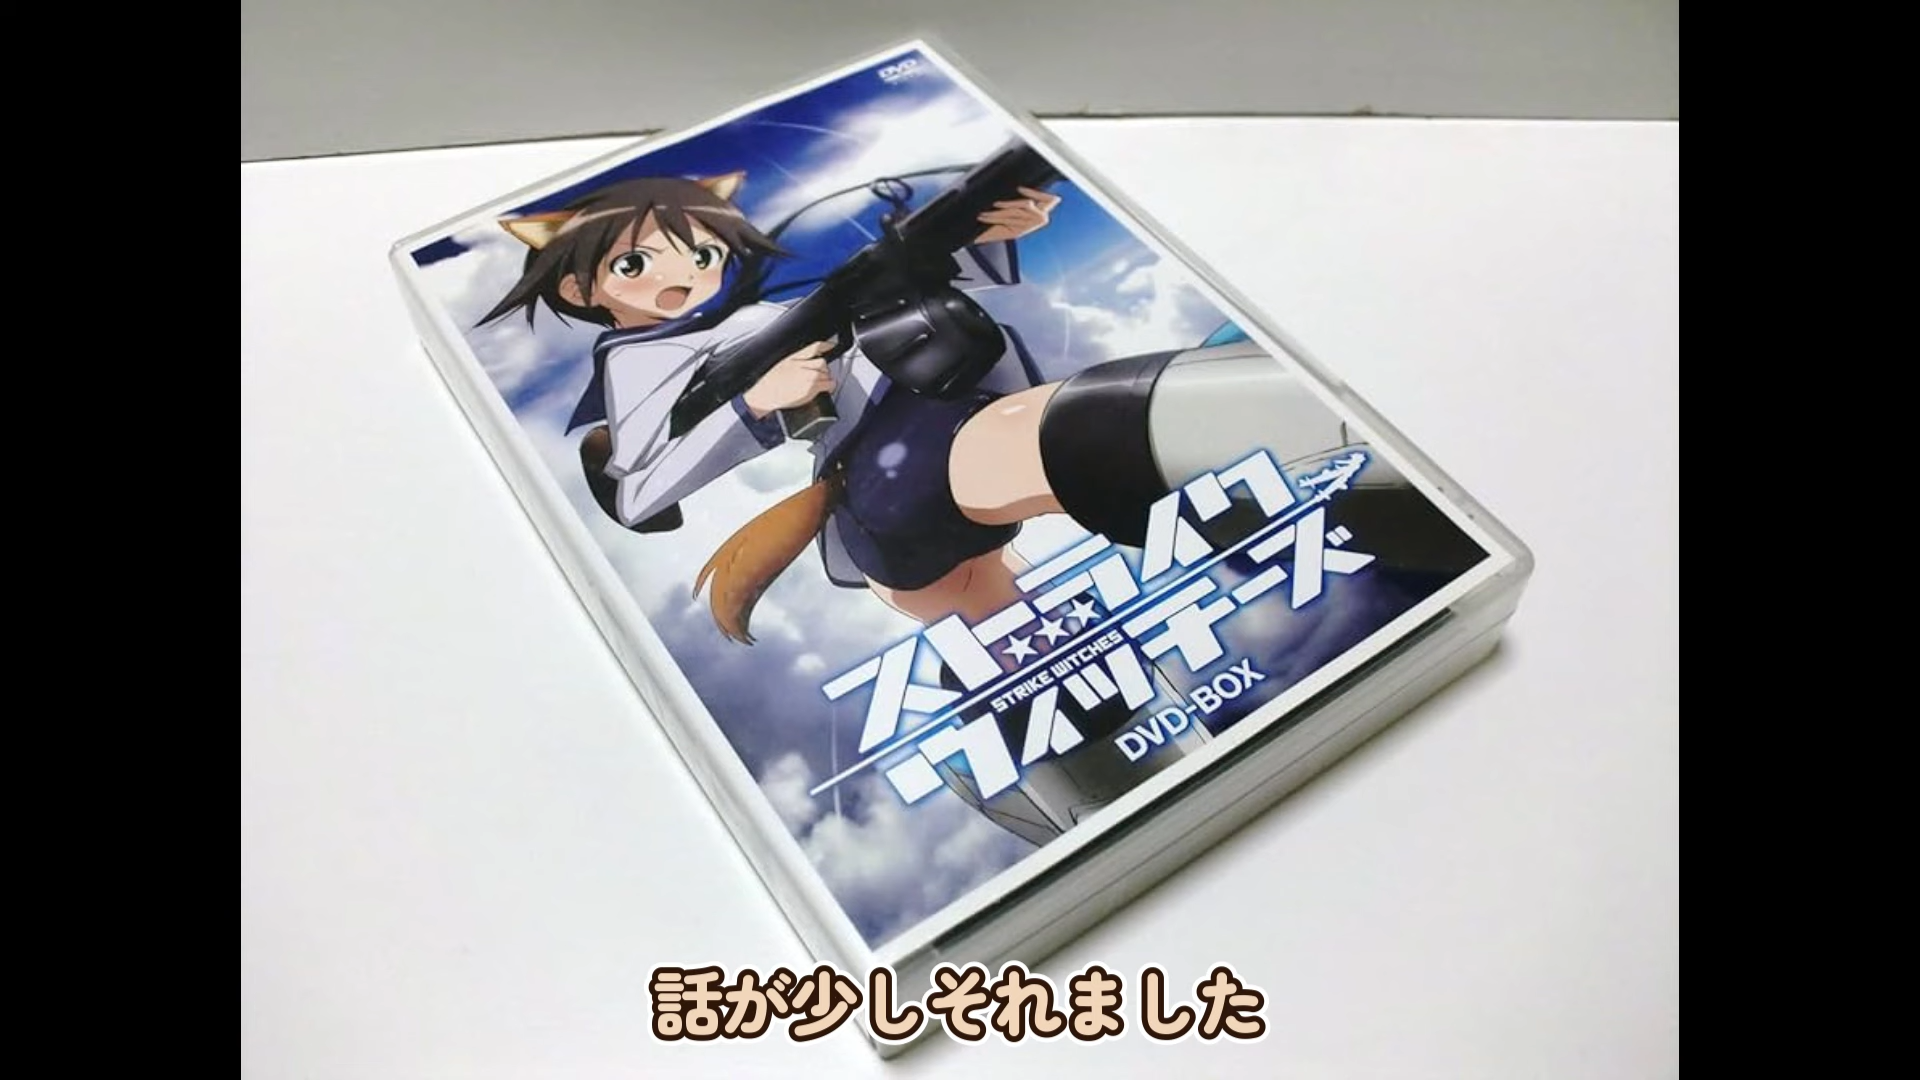 DVD
ストライク
STRIKE WITCHES
ウィッチーズ
DVD-BOX
話が少しそれました